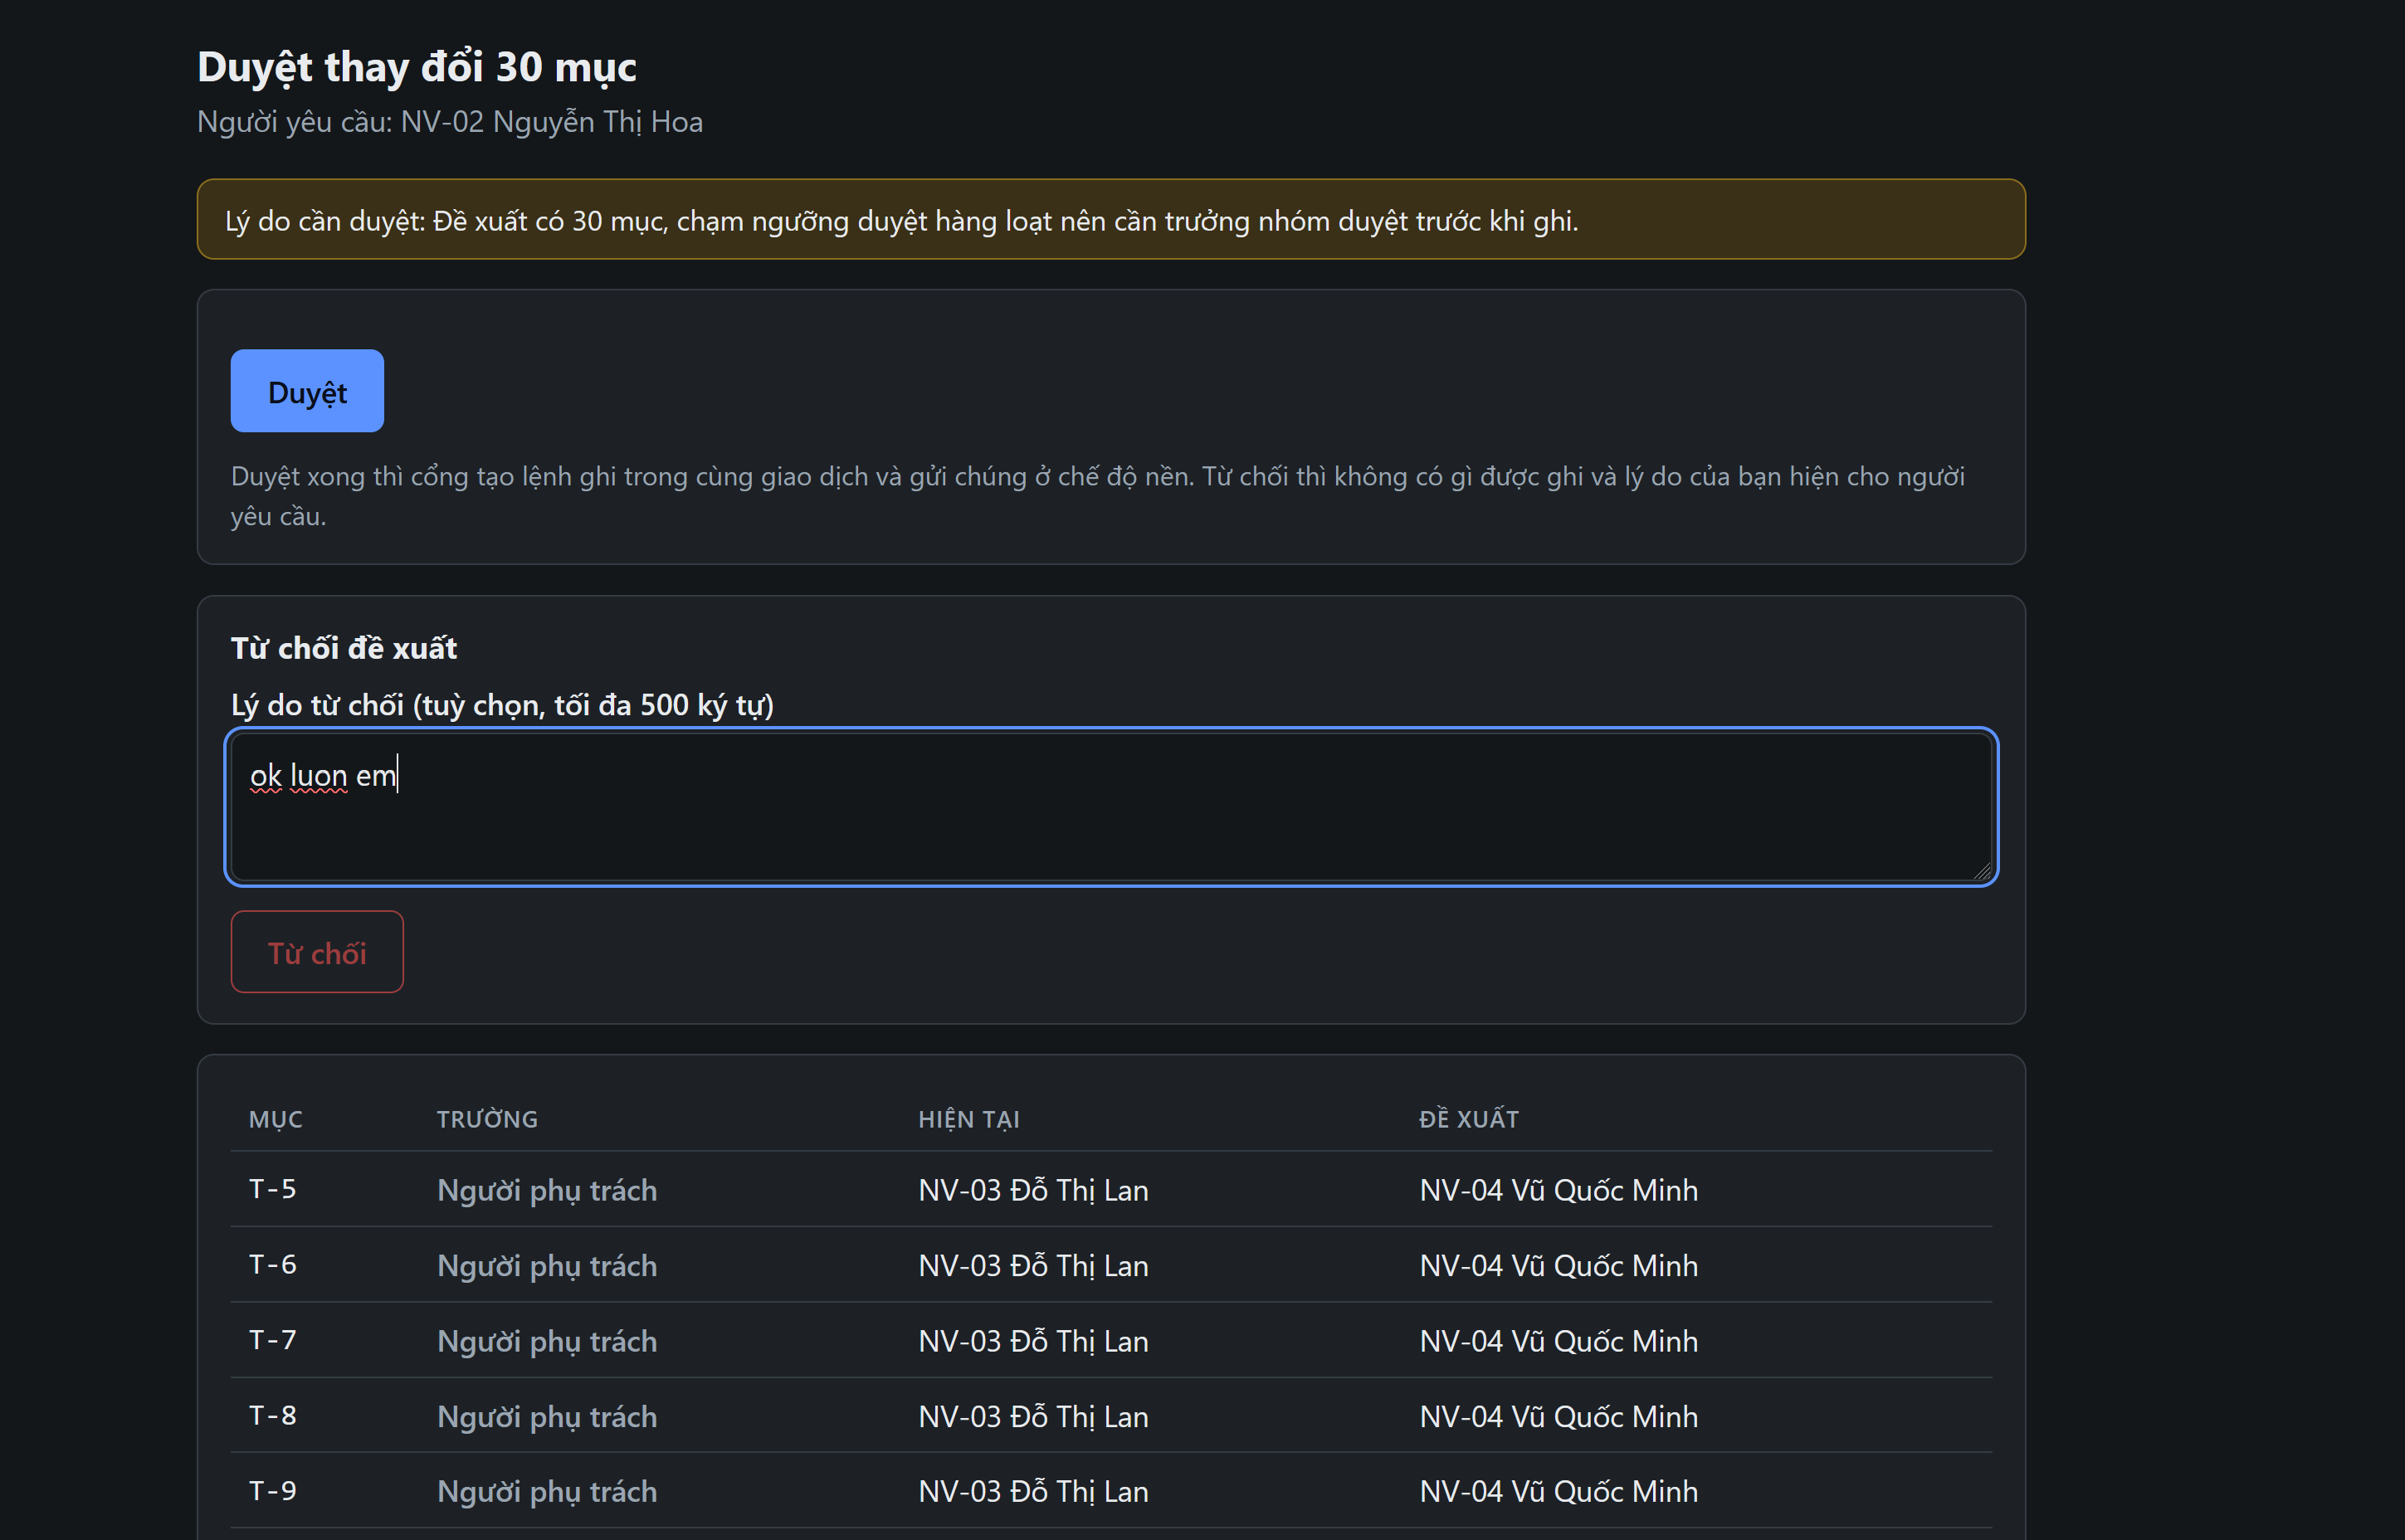 Duyệt thay đổi 30 mục
Người yêu cầu: NV-02 Nguyễn Thị Hoa
Lý do cần duyệt: Đề xuất có 30 mục, chạm ngưỡng duyệt hàng loạt nên cần trưởng nhóm duyệt trước khi ghi.
Duyệt
Duyệt xong thì cổng tạo lệnh ghi trong cùng giao dịch và gửi chúng ở chế độ nền. Từ chối thì không có gì được ghi và lý do của bạn hiện cho người
yêu cầu.
Từ chối đề xuất
Lý do từ chối (tuỳ chọn, tối đa 500 ký tự)
ok luon em
Từ chối
MỤC TRƯỜNG HIỆN TẠI ĐỀ XUẤT
T-5 Người phụ trách NV-03 Đỗ Thị Lan NV-04 Vũ Quốc Minh
T-6 Người phụ trách NV-03 Đỗ Thị Lan NV-04 Vũ Quốc Minh
T-7 Người phụ trách NV-03 Đỗ Thị Lan NV-04 Vũ Quốc Minh
T-8 Người phụ trách NV-03 Đỗ Thị Lan NV-04 Vũ Quốc Minh
T-9 Người phụ trách NV-03 Đỗ Thị Lan NV-04 Vũ Quốc Minh